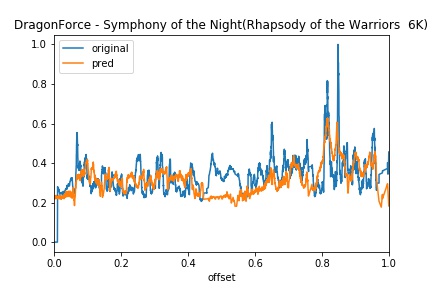 DragonForce - Symphony of the Night(Rhapsody of the Warriors  6K)
original
pred
1.0
0.8
0.6
0.4
0.2
0.0
0.0 0.2 0.4 0.6 0.8 1.0
offset